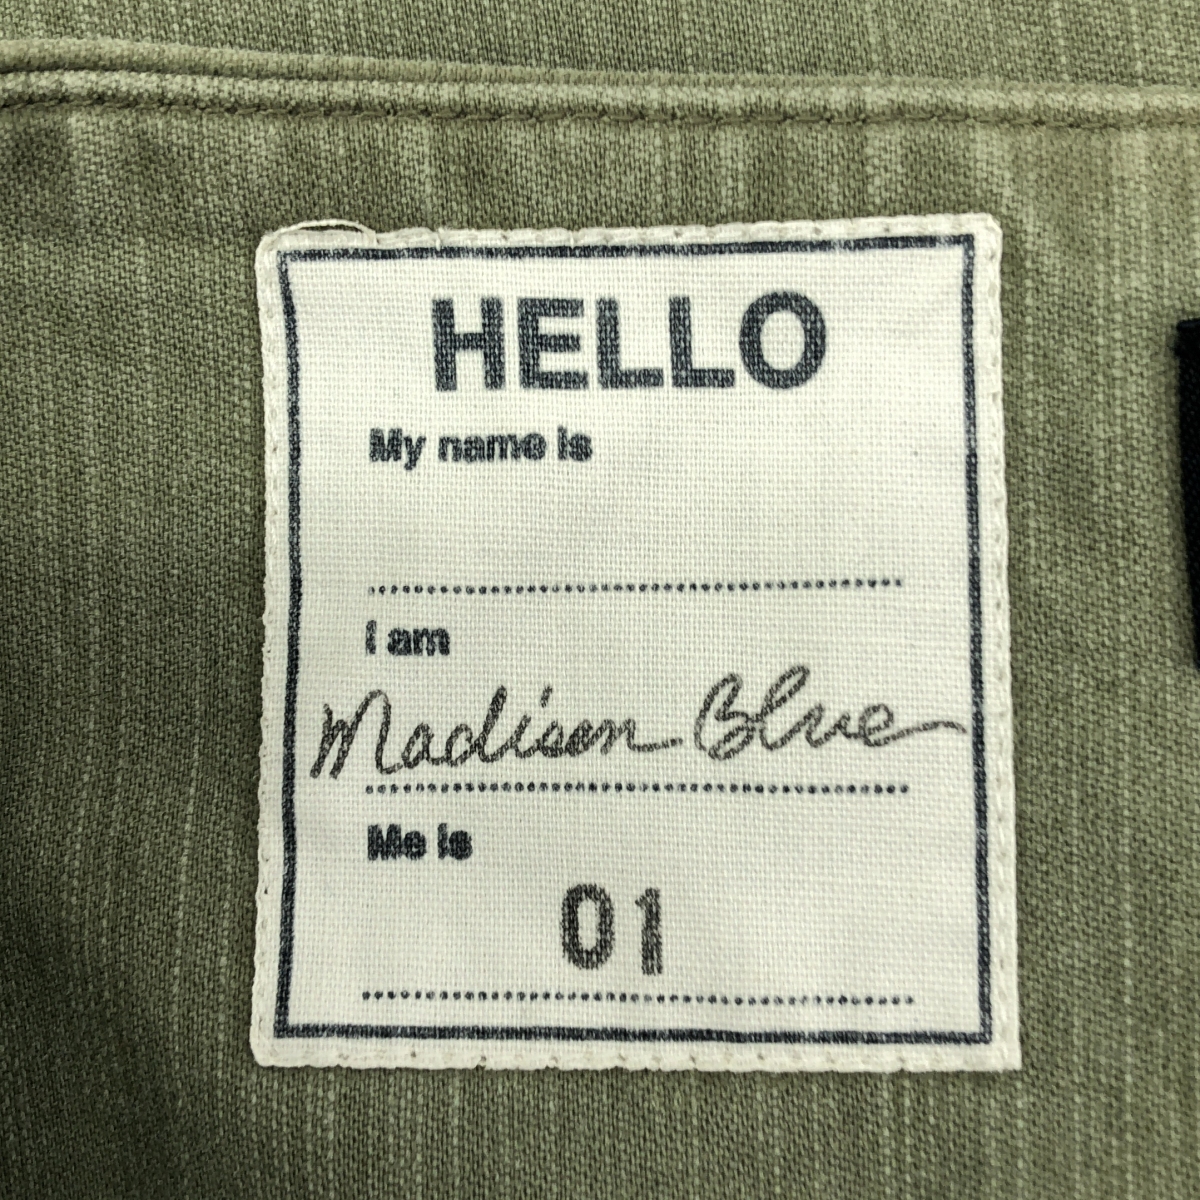 HELLO
My name is
I am
Madison Blue
Me is
01